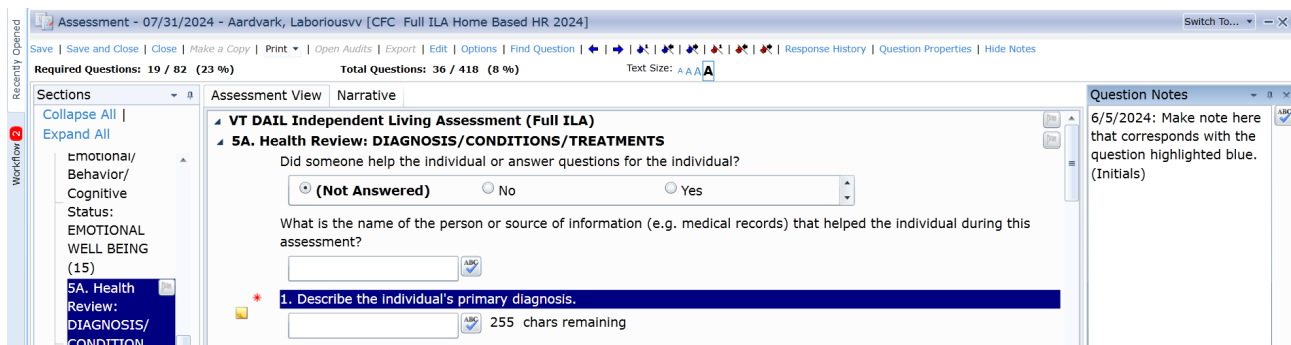 Recently Opened
Workflow 2
Assessment - 07/31/2024 - Aardvark, Laboriousvv [CFC Full ILA Home Based HR 2024]
Switch To...
Save | Save and Close | Close | Make a Copy | Print | Open Audits | Export | Edit | Options | Find Question | Response History | Question Properties | Hide Notes
Required Questions: 19 / 82 (23 %) Total Questions: 36 / 418 (8 %) Text Size: A A A A
Sections
Collapse All |
Expand All
Emotional/
Behavior/
Cognitive
Status:
EMOTIONAL
WELL BEING
(15)
5A. Health
Review:
DIAGNOSIS/
CONDITION
Assessment View Narrative
VT DAIL Independent Living Assessment (Full ILA)
5A. Health Review: DIAGNOSIS/CONDITIONS/TREATMENTS
Did someone help the individual or answer questions for the individual?
(Not Answered) No Yes
What is the name of the person or source of information (e.g. medical records) that helped the individual during this
assessment?
ABC
* 1. Describe the individual's primary diagnosis.
ABC 255 chars remaining
Question Notes
6/5/2024: Make note here
that corresponds with the
question highlighted blue.
(Initials)
ABC